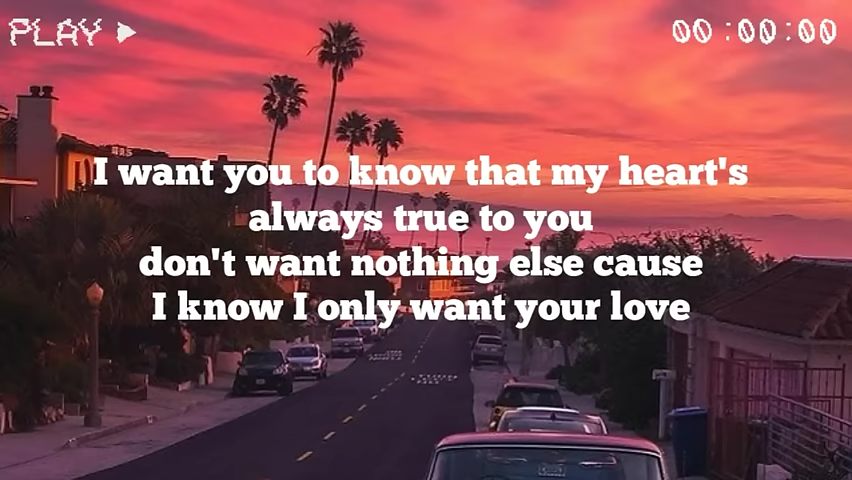 PLAY
00:00:00
I want you to know that my heart's
always true to you
don't want nothing else cause
I know I only want your love